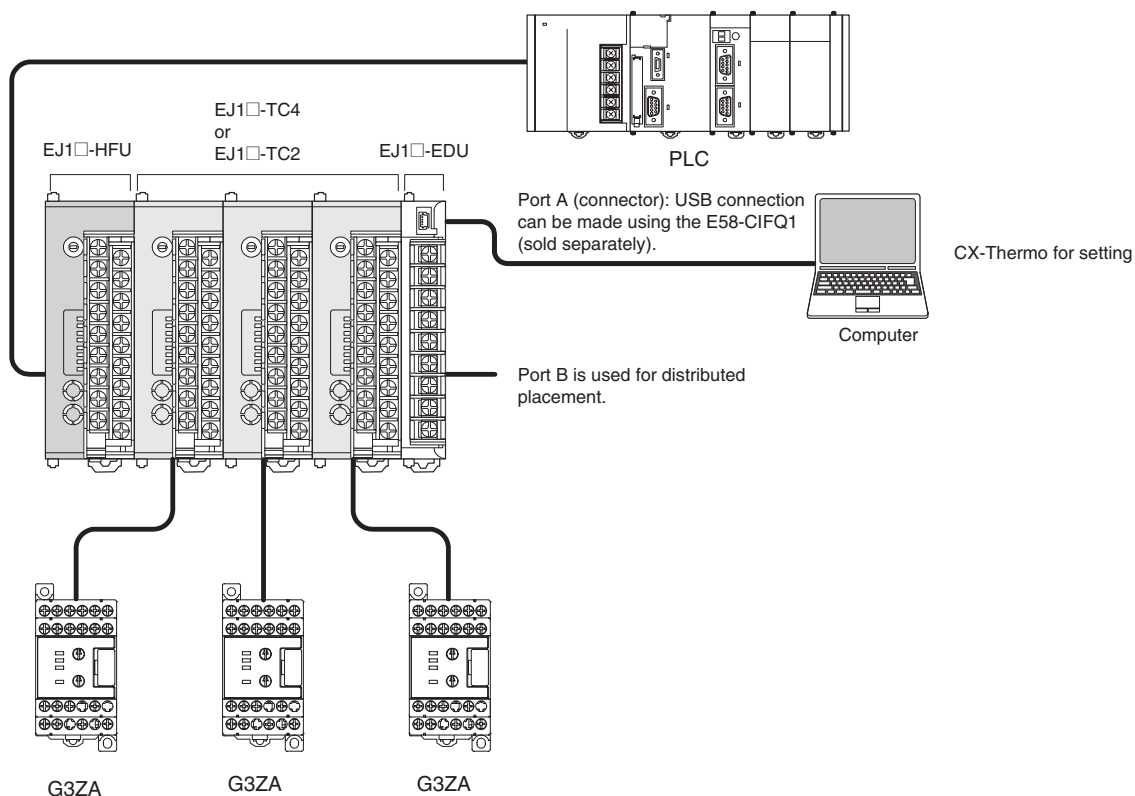 EJ1□-TC4
or
EJ1□-TC2
EJ1□-HFU
EJ1□-EDU
PLC
Port A (connector): USB connection
can be made using the E58-CIFQ1
(sold separately).
CX-Thermo for setting
Computer
Port B is used for distributed
placement.
G3ZA
G3ZA
G3ZA